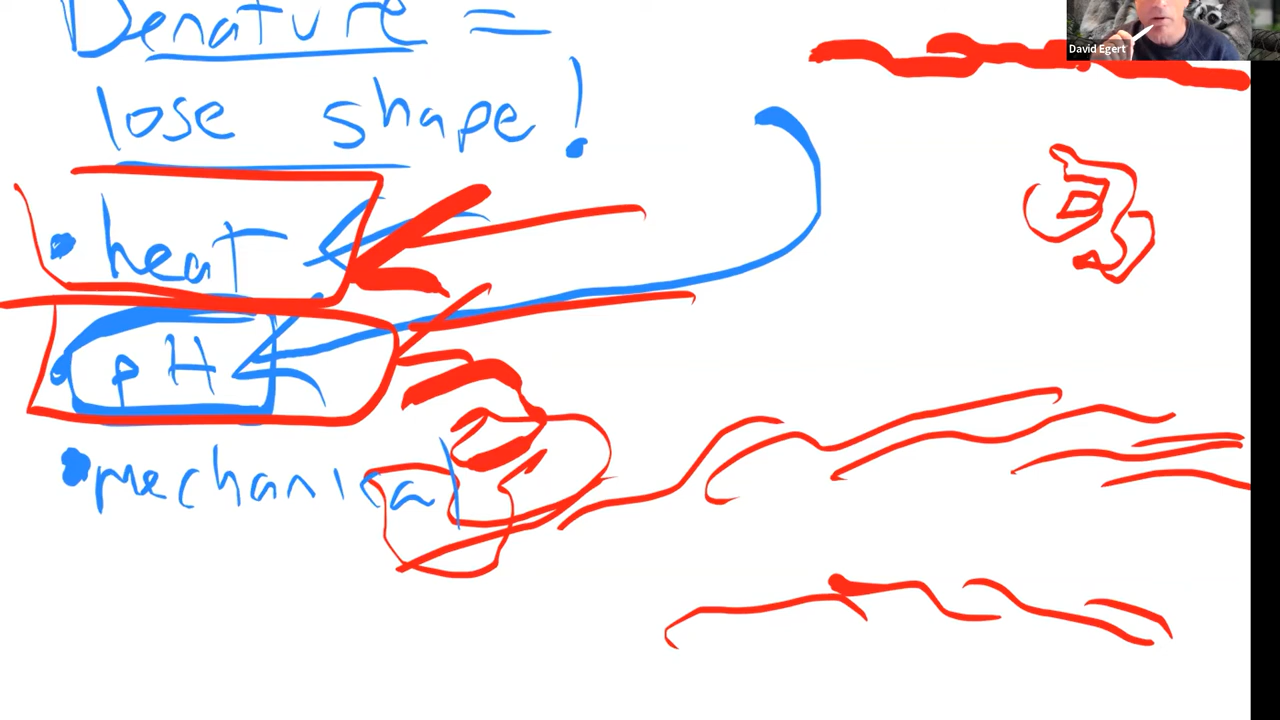 Denature =
lose shape!
• heat
• pH
• mechanical
David Egert